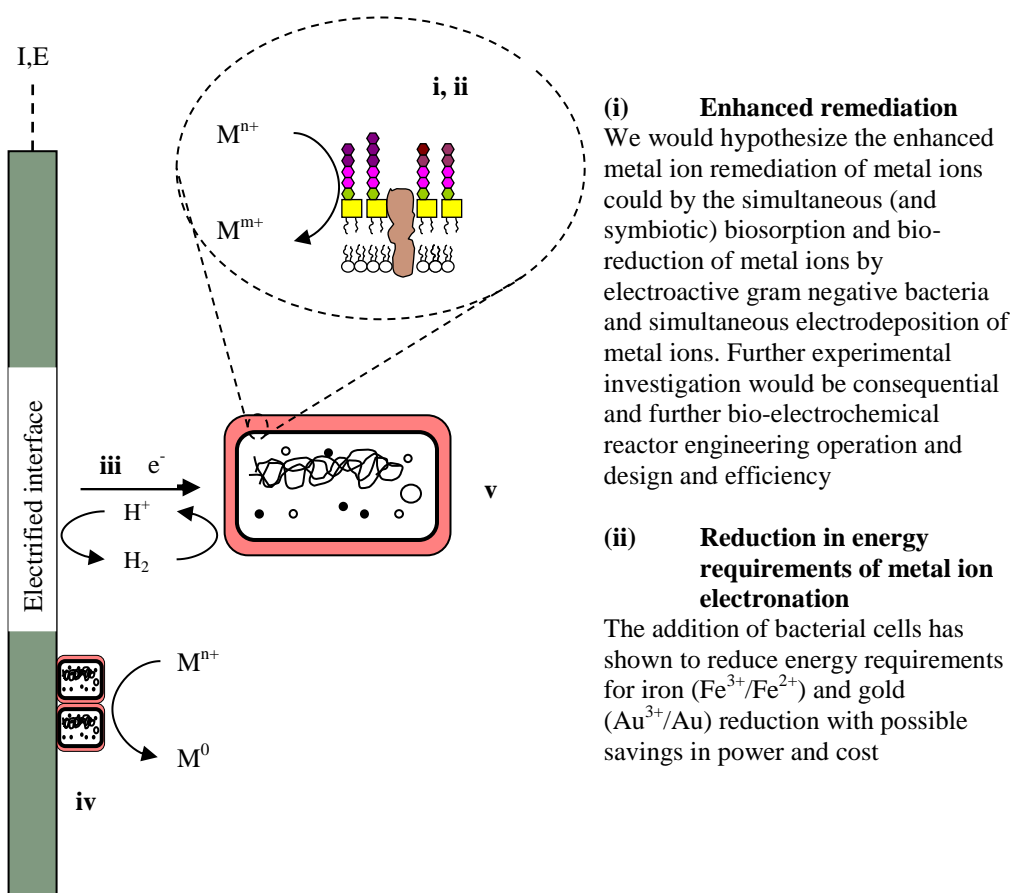 I,E
i, ii
Mⁿ⁺
Mᵐ⁺
Electrified interface
iii e⁻
H⁺
H₂
v
Mⁿ⁺
M⁰
iv
(i) Enhanced remediation
We would hypothesize the enhanced
metal ion remediation of metal ions
could by the simultaneous (and
symbiotic) biosorption and bio-
reduction of metal ions by
electroactive gram negative bacteria
and simultaneous electrodeposition of
metal ions. Further experimental
investigation would be consequential
and further bio-electrochemical
reactor engineering operation and
design and efficiency
(ii) Reduction in energy
requirements of metal ion
electronation
The addition of bacterial cells has
shown to reduce energy requirements
for iron (Fe³⁺/Fe²⁺) and gold
(Au³⁺/Au) reduction with possible
savings in power and cost